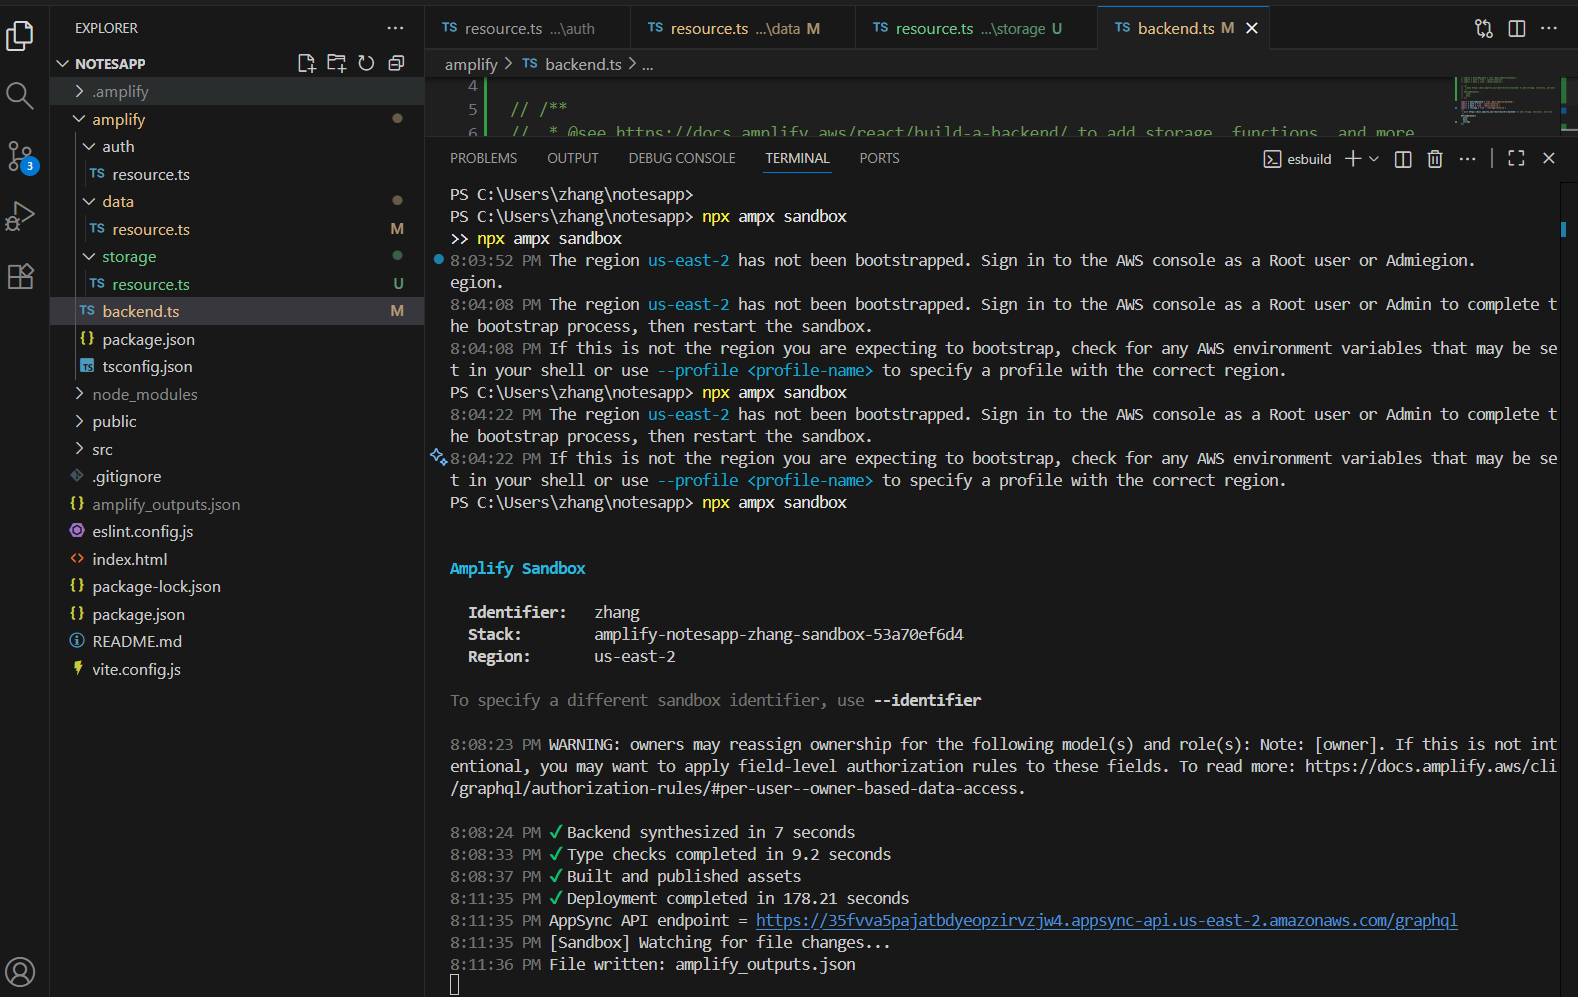 EXPLORER
NOTESAPP
.amplify
amplify
auth
TS resource.ts
data
TS resource.ts M
storage
TS resource.ts U
TS backend.ts M
{} package.json
TS tsconfig.json
node_modules
public
src
.gitignore
{} amplify_outputs.json
eslint.config.js
<> index.html
{} package-lock.json
{} package.json
README.md
vite.config.js
3
TS resource.ts ...\auth
TS resource.ts ...\data M
TS resource.ts ...\storage U
TS backend.ts M
amplify > TS backend.ts > ...
4
5 // /**
6 // * @see https://docs.amplify.aws/react/build-a-backend/ to add storage, functions, and more
PROBLEMS OUTPUT DEBUG CONSOLE TERMINAL PORTS
esbuild
PS C:\Users\zhang\notesapp>
PS C:\Users\zhang\notesapp> npx ampx sandbox
>> npx ampx sandbox
8:03:52 PM The region us-east-2 has not been bootstrapped. Sign in to the AWS console as a Root user or Admiegion.
egion.
8:04:08 PM The region us-east-2 has not been bootstrapped. Sign in to the AWS console as a Root user or Admin to complete t
he bootstrap process, then restart the sandbox.
8:04:08 PM If this is not the region you are expecting to bootstrap, check for any AWS environment variables that may be se
t in your shell or use --profile <profile-name> to specify a profile with the correct region.
PS C:\Users\zhang\notesapp> npx ampx sandbox
8:04:22 PM The region us-east-2 has not been bootstrapped. Sign in to the AWS console as a Root user or Admin to complete t
he bootstrap process, then restart the sandbox.
8:04:22 PM If this is not the region you are expecting to bootstrap, check for any AWS environment variables that may be se
t in your shell or use --profile <profile-name> to specify a profile with the correct region.
PS C:\Users\zhang\notesapp> npx ampx sandbox
Amplify Sandbox
Identifier: zhang
Stack: amplify-notesapp-zhang-sandbox-53a70ef6d4
Region: us-east-2
To specify a different sandbox identifier, use --identifier
8:08:23 PM WARNING: owners may reassign ownership for the following model(s) and role(s): Note: [owner]. If this is not int
entional, you may want to apply field-level authorization rules to these fields. To read more: https://docs.amplify.aws/cli
/graphql/authorization-rules/#per-user--owner-based-data-access.
8:08:24 PM ✓ Backend synthesized in 7 seconds
8:08:33 PM ✓ Type checks completed in 9.2 seconds
8:08:37 PM ✓ Built and published assets
8:11:35 PM ✓ Deployment completed in 178.21 seconds
8:11:35 PM AppSync API endpoint = https://35fvva5pajatbdyeopzirvzjw4.appsync-api.us-east-2.amazonaws.com/graphql
8:11:35 PM [Sandbox] Watching for file changes...
8:11:36 PM File written: amplify_outputs.json